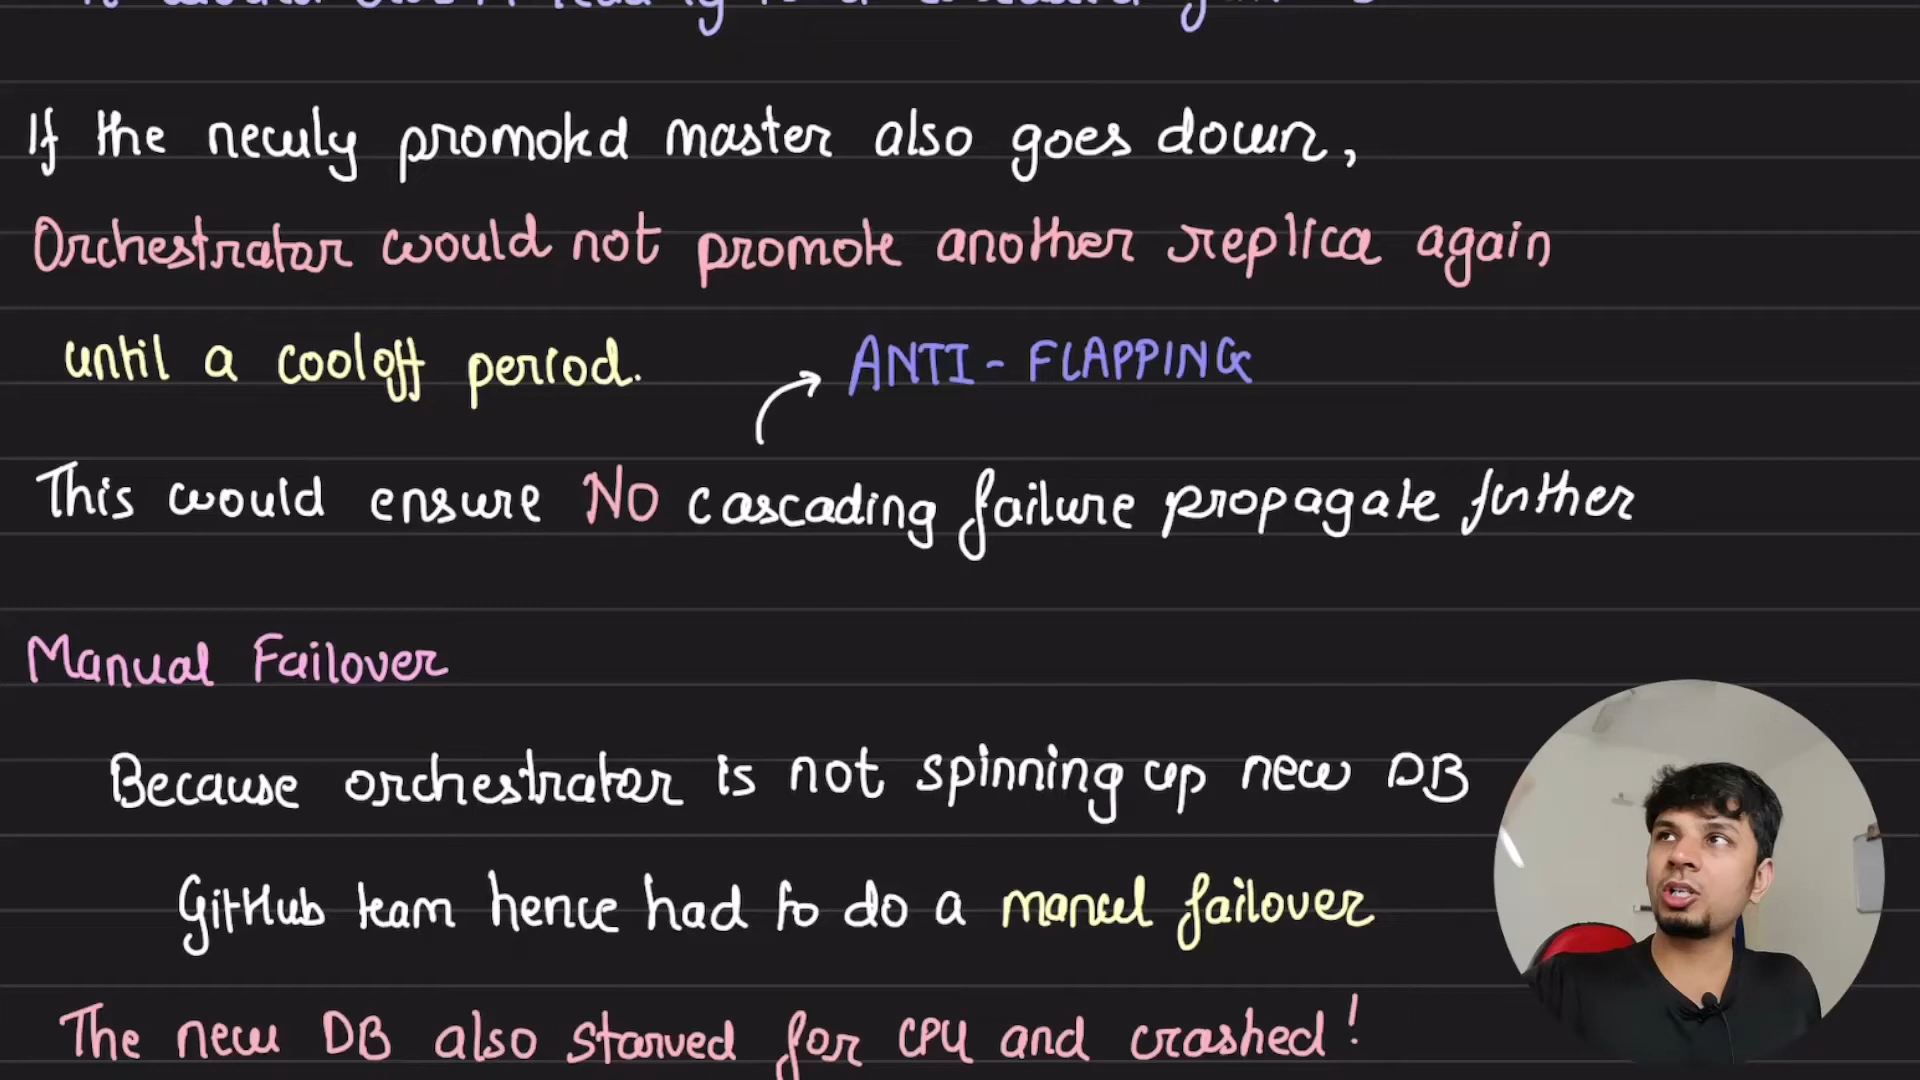 If the newly promoted master also goes down,
Orchestrator would not promote another replica again
until a cooloff period.
ANTI-FLAPPING
This would ensure NO cascading failure propagate further
Manual Failover
Because orchestrator is not spinning up new DB
GitHub team hence had to do a manual failover
The new DB also starved for CPU and crashed!